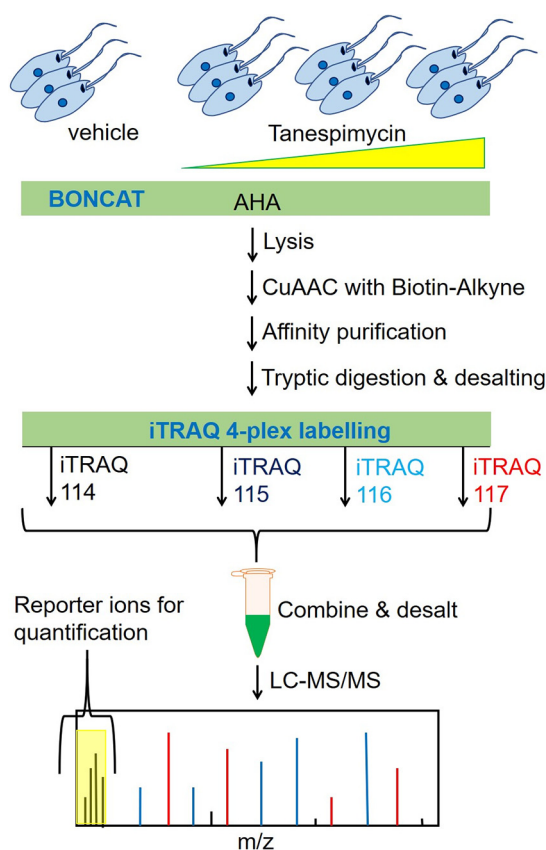 vehicle
Tanespimycin
BONCAT
AHA
Lysis
CuAAC with Biotin-Alkyne
Affinity purification
Tryptic digestion & desalting
iTRAQ 4-plex labelling
iTRAQ
114
iTRAQ
115
iTRAQ
116
iTRAQ
117
Reporter ions for
quantification
Combine & desalt
LC-MS/MS
m/z